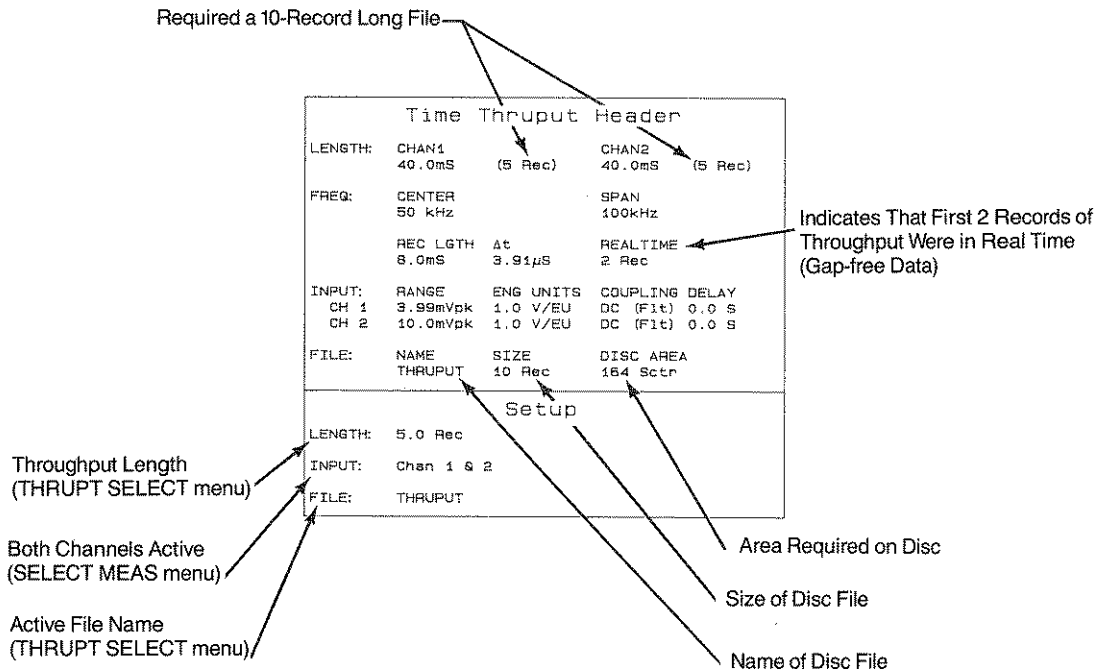 Required a 10-Record Long File
Time Thruput Header
LENGTH: CHAN1 CHAN2
40.0mS (5 Rec) 40.0mS (5 Rec)
FREQ: CENTER SPAN
50 kHz 100kHz
REC LGTH Δt REALTIME
8.0mS 3.91µS 2 Rec
Indicates That First 2 Records of
Throughput Were in Real Time
(Gap-free Data)
INPUT: RANGE ENG UNITS COUPLING DELAY
CH 1 3.99mVpk 1.0 V/EU DC (Flt) 0.0 S
CH 2 10.0mVpk 1.0 V/EU DC (Flt) 0.0 S
FILE: NAME SIZE DISC AREA
THRUPUT 10 Rec 164 Sctr
Setup
LENGTH: 5.0 Rec
INPUT: Chan 1 & 2
FILE: THRUPUT
Throughput Length
(THRUPT SELECT menu)
Both Channels Active
(SELECT MEAS menu)
Active File Name
(THRUPT SELECT menu)
Area Required on Disc
Size of Disc File
Name of Disc File